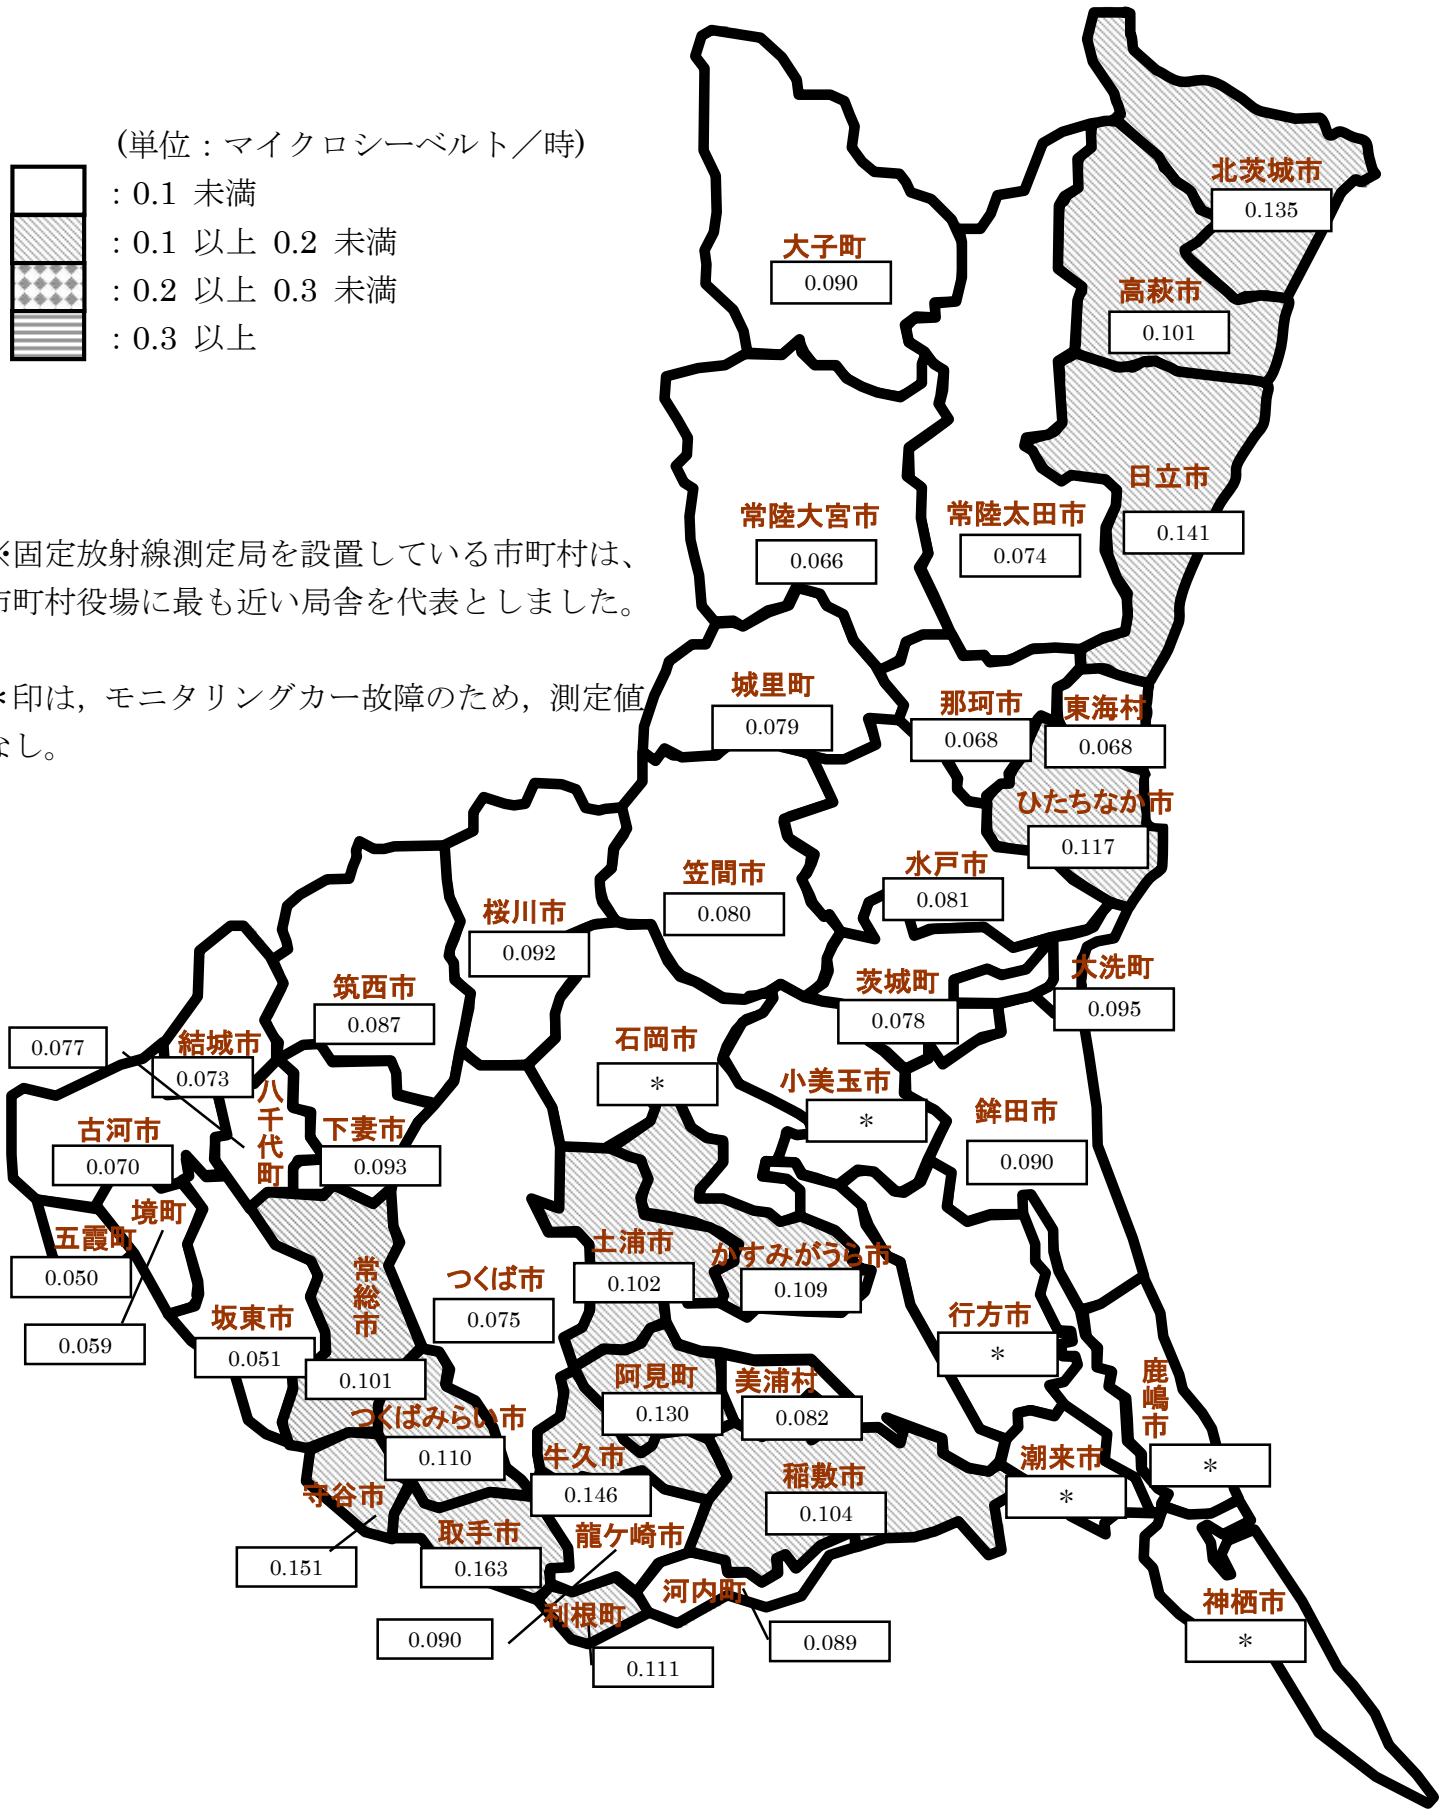 (単位：マイクロシーベルト／時)
：0.1 未満
：0.1 以上 0.2 未満
：0.2 以上 0.3 未満
：0.3 以上
※固定放射線測定局を設置している市町村は、
市町村役場に最も近い局舎を代表としました。
*印は，モニタリングカー故障のため，測定値
なし。
北茨城市
0.135
大子町
0.090
高萩市
0.101
日立市
0.141
常陸大宮市
0.066
常陸太田市
0.074
城里町
0.079
那珂市
0.068
東海村
0.068
ひたちなか市
0.117
水戸市
0.081
笠間市
0.080
桜川市
0.092
筑西市
0.087
茨城町
0.078
大洗町
0.095
結城市
0.073
0.077
八千代町
石岡市
*
小美玉市
*
鉾田市
0.090
古河市
0.070
下妻市
0.093
境町
五霞町
0.050
0.059
常総市
0.101
土浦市
0.102
かすみがうら市
0.109
つくば市
0.075
坂東市
0.051
行方市
*
阿見町
0.130
美浦村
0.082
鹿嶋市
*
つくばみらい市
0.110
牛久市
0.146
稲敷市
0.104
潮来市
*
守谷市
0.151
取手市
0.163
龍ケ崎市
0.090
利根町
0.111
河内町
0.089
神栖市
*